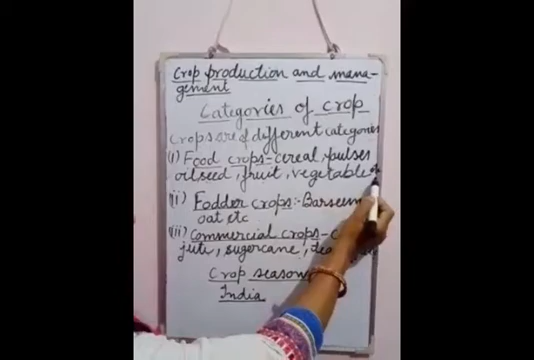 Crop production and mana-
gement
Categories of crop
Crops are of different categories
(i) Food crops- cereal, pulses
oilseed, fruit, vegetable
(ii) Fodder crops:- Barseem
oat etc
(iii) Commercial crops-
jute, sugercane,
Crop season
India